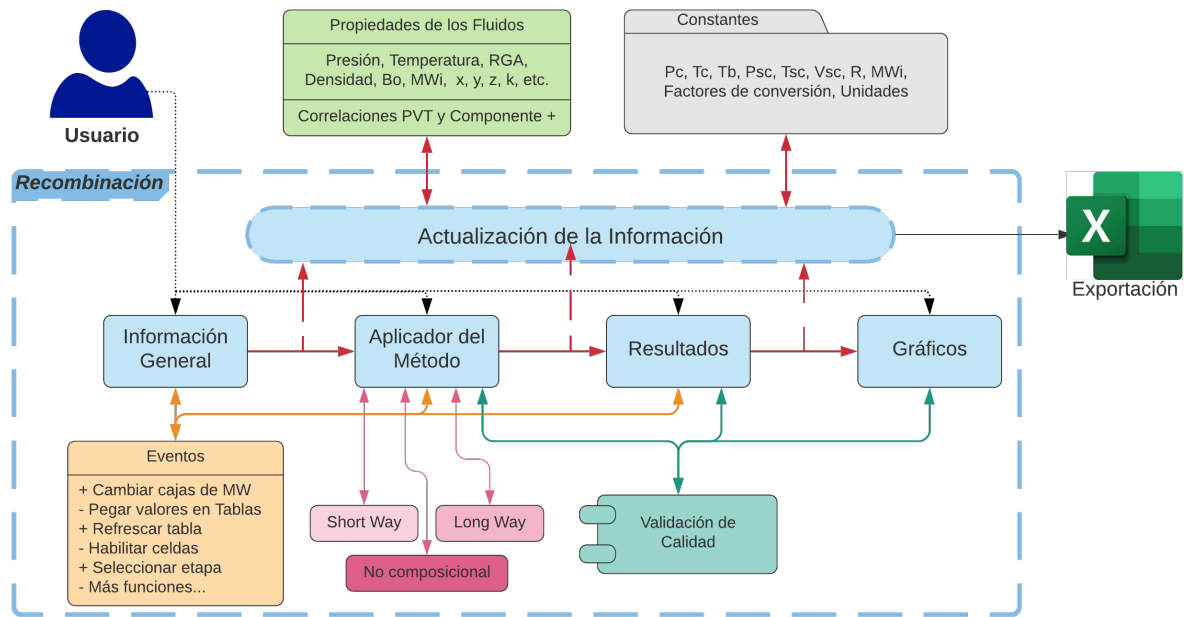 Propiedades de los Fluidos
Presión, Temperatura, RGA,
Densidad, Bo, MWi, x, y, z, k, etc.
Correlaciones PVT y Componente +
Constantes
Pc, Tc, Tb, Psc, Tsc, Vsc, R, MWi,
Factores de conversión, Unidades
Usuario
Recombinación
Actualización de la Información
X
Exportación
Información
General
Aplicador del
Método
Resultados
Gráficos
Eventos
+ Cambiar cajas de MW
- Pegar valores en Tablas
+ Refrescar tabla
- Habilitar celdas
+ Seleccionar etapa
- Más funciones...
Short Way
Long Way
No composicional
Validación de
Calidad